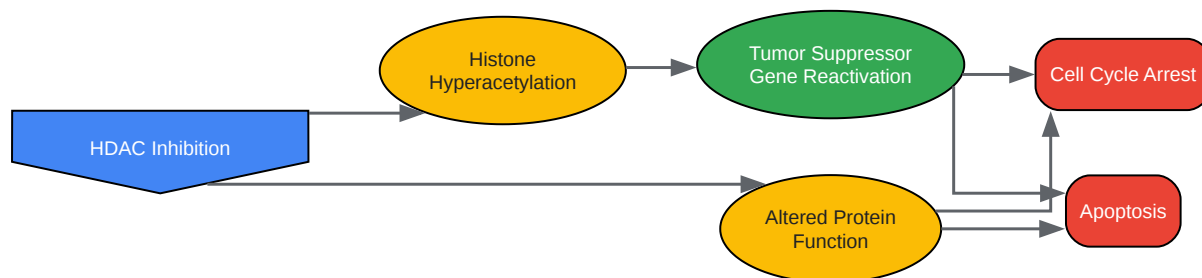 HDAC Inhibition
Histone
Hyperacetylation
Tumor Suppressor
Gene Reactivation
Cell Cycle Arrest
Altered Protein
Function
Apoptosis